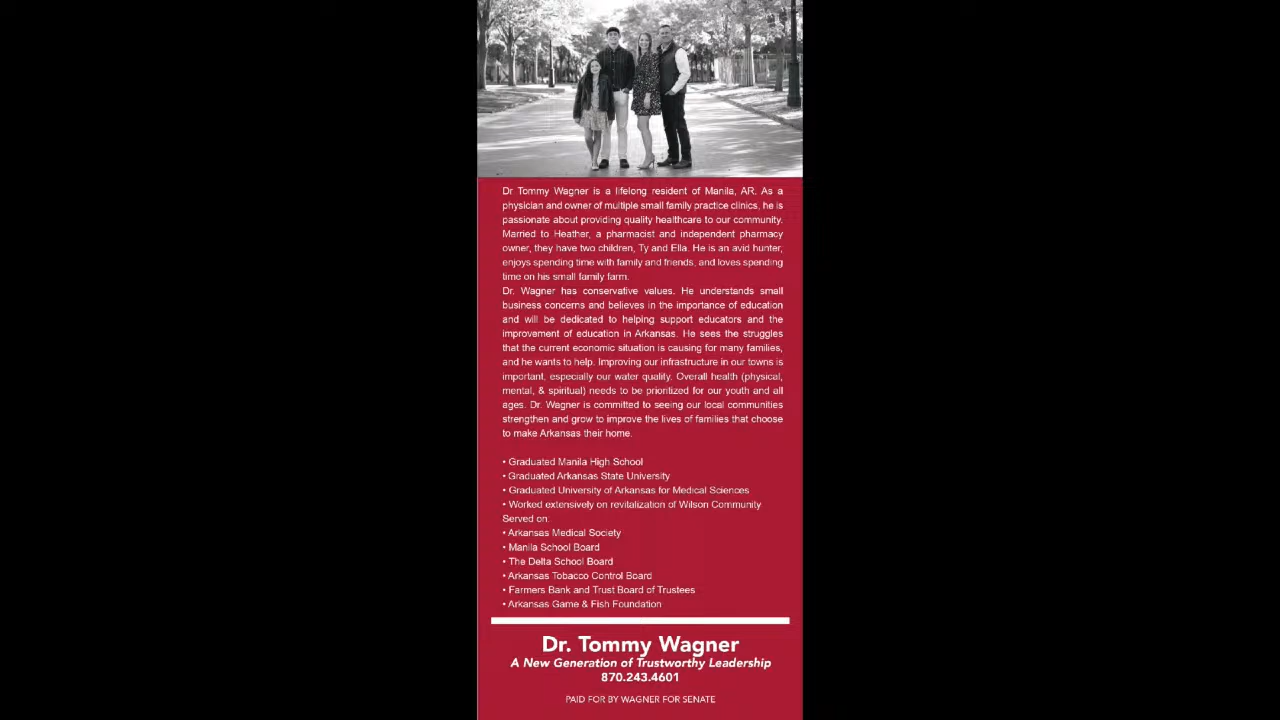 Dr Tommy Wagner is a lifelong resident of Manila, AR. As a
physician and owner of multiple small family practice clinics, he is
passionate about providing quality healthcare to our community.
Married to Heather, a pharmacist and independent pharmacy
owner, they have two children, Ty and Ella. He is an avid hunter,
enjoys spending time with family and friends, and loves spending
time on his small family farm.
Dr. Wagner has conservative values. He understands small
business concerns and believes in the importance of education
and will be dedicated to helping support educators and the
improvement of education in Arkansas. He sees the struggles
that the current economic situation is causing for many families,
and he wants to help. Improving our infrastructure in our towns is
important, especially our water quality. Overall health (physical,
mental, & spiritual) needs to be prioritized for our youth and all
ages. Dr. Wagner is committed to seeing our local communities
strengthen and grow to improve the lives of families that choose
to make Arkansas their home.
• Graduated Manila High School
• Graduated Arkansas State University
• Graduated University of Arkansas for Medical Sciences
• Worked extensively on revitalization of Wilson Community
Served on:
• Arkansas Medical Society
• Manila School Board
• The Delta School Board
• Arkansas Tobacco Control Board
• Farmers Bank and Trust Board of Trustees
• Arkansas Game & Fish Foundation
Dr. Tommy Wagner
A New Generation of Trustworthy Leadership
870.243.4601
PAID FOR BY WAGNER FOR SENATE